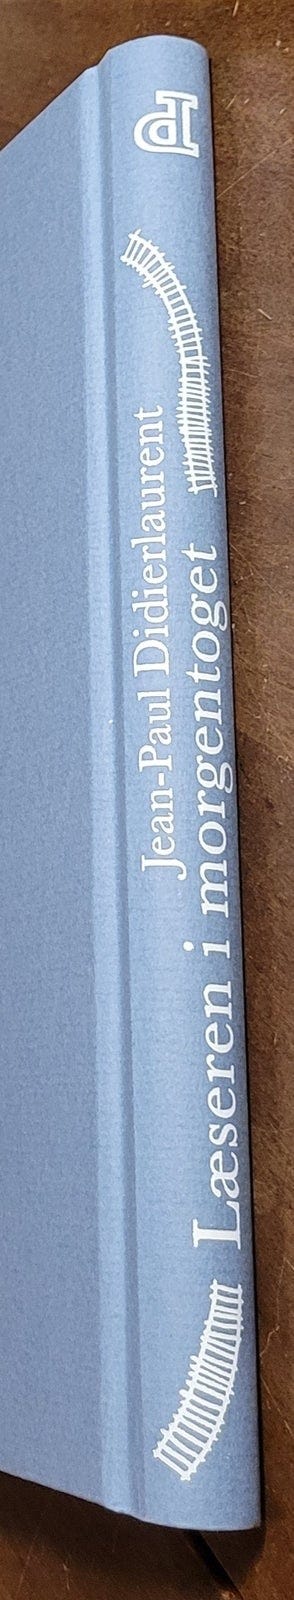 Jean-Paul Didierlaurent
Læseren i morgentoget
P